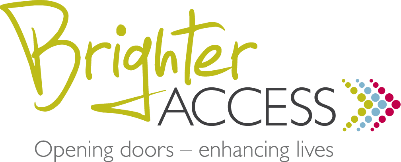 Brighter
ACCESS
Opening doors – enhancing lives